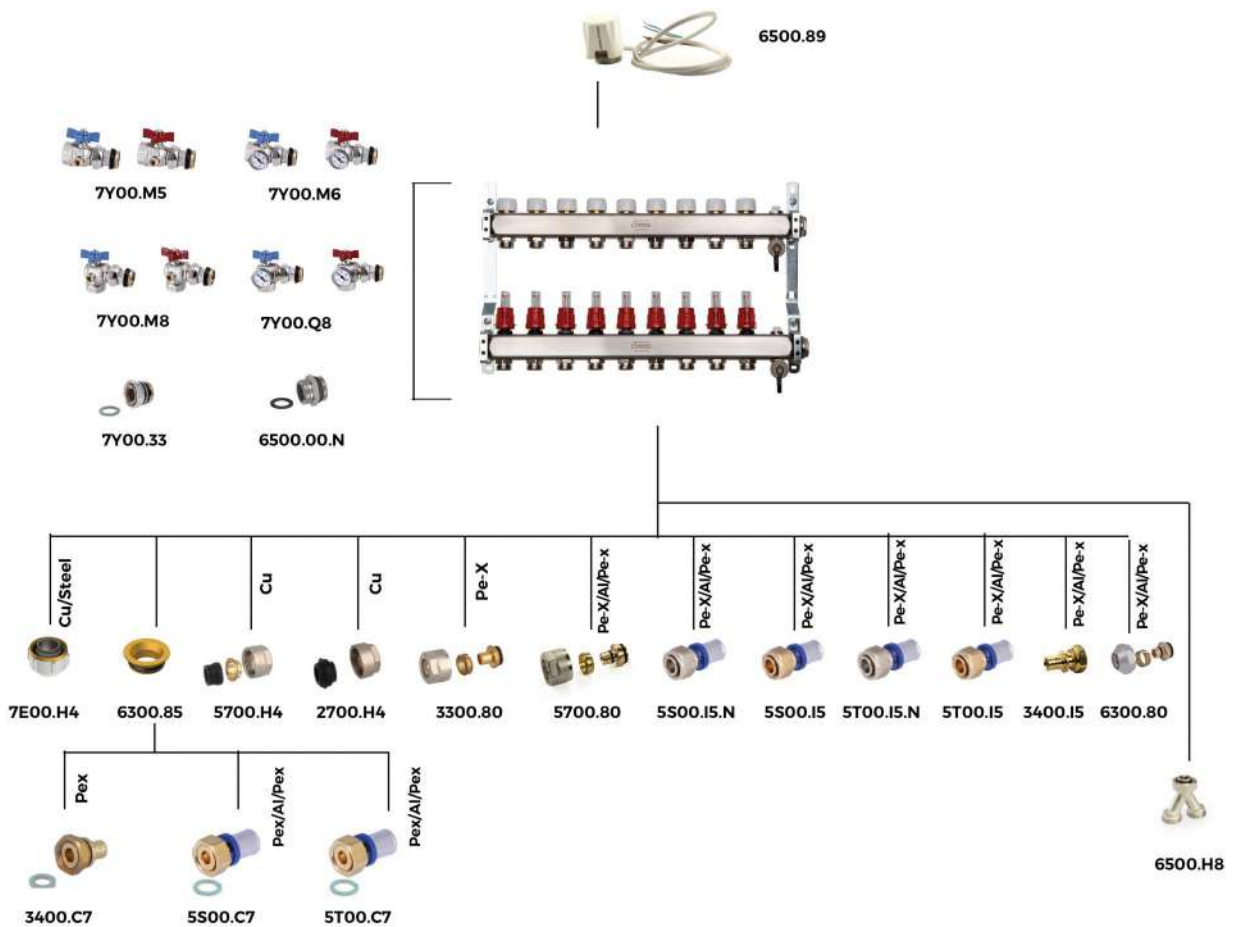 6500.89
7Y00.M5
7Y00.M6
7Y00.M8
7Y00.Q8
7Y00.33
6500.00.N
Cu/Steel
Cu
Cu
Pe-X
Pe-X/Al/Pe-x
Pe-X/Al/Pe-x
Pe-X/Al/Pe-x
Pe-X/Al/Pe-x
Pe-X/Al/Pe-x
Pe-X/Al/Pe-x
Pe-X/Al/Pe-x
7E00.H4
6300.85
5700.H4
2700.H4
3300.80
5700.80
5S00.I5.N
5S00.I5
5T00.I5.N
5T00.I5
3400.I5
6300.80
Pex
Pex/Al/Pex
Pex/Al/Pex
6500.H8
3400.C7
5S00.C7
5T00.C7